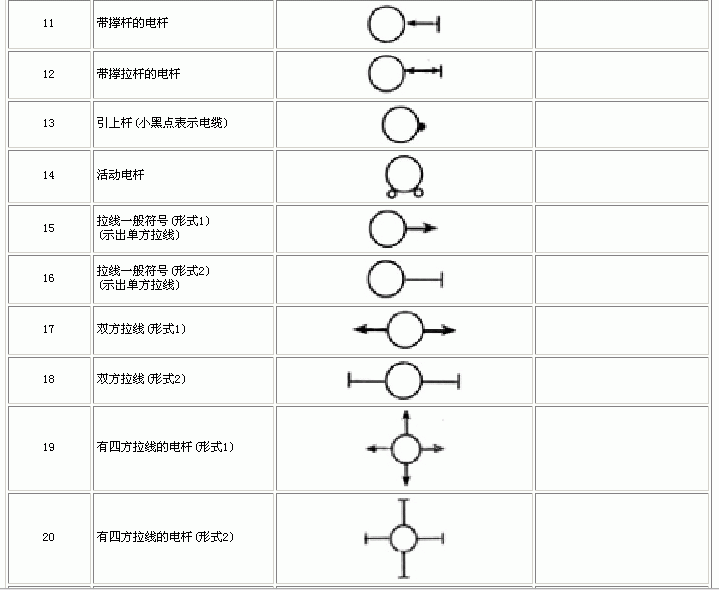 11 带撑杆的电杆
12 带撑拉杆的电杆
13 引上杆(小黑点表示电缆)
14 活动电杆
15 拉线一般符号(形式1)
(示出单方拉线)
16 拉线一般符号(形式2)
(示出单方拉线)
17 双方拉线(形式1)
18 双方拉线(形式2)
19 有四方拉线的电杆(形式1)
20 有四方拉线的电杆(形式2)